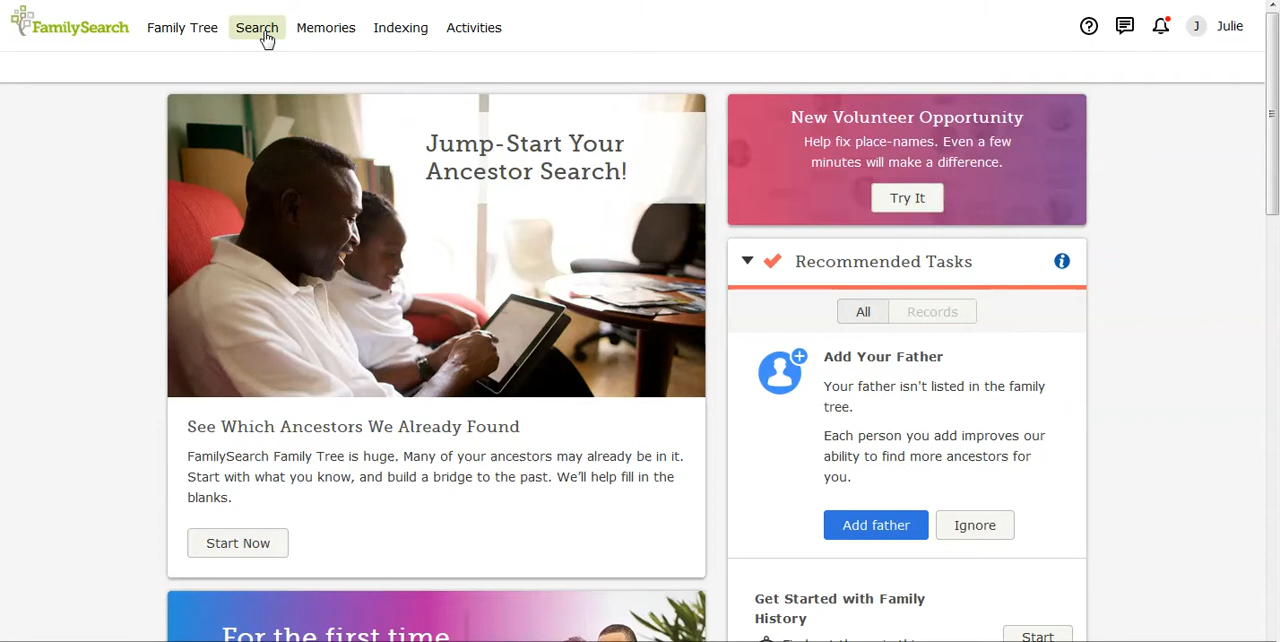 FamilySearch Family Tree Search Memories Indexing Activities J Julie
Jump-Start Your
Ancestor Search!
See Which Ancestors We Already Found
FamilySearch Family Tree is huge. Many of your ancestors may already be in it.
Start with what you know, and build a bridge to the past. We'll help fill in the
blanks.
Start Now
For the first time
New Volunteer Opportunity
Help fix place-names. Even a few
minutes will make a difference.
Try It
Recommended Tasks
All Records
Add Your Father
Your father isn't listed in the family
tree.
Each person you add improves our
ability to find more ancestors for
you.
Add father Ignore
Get Started with Family
History
Start